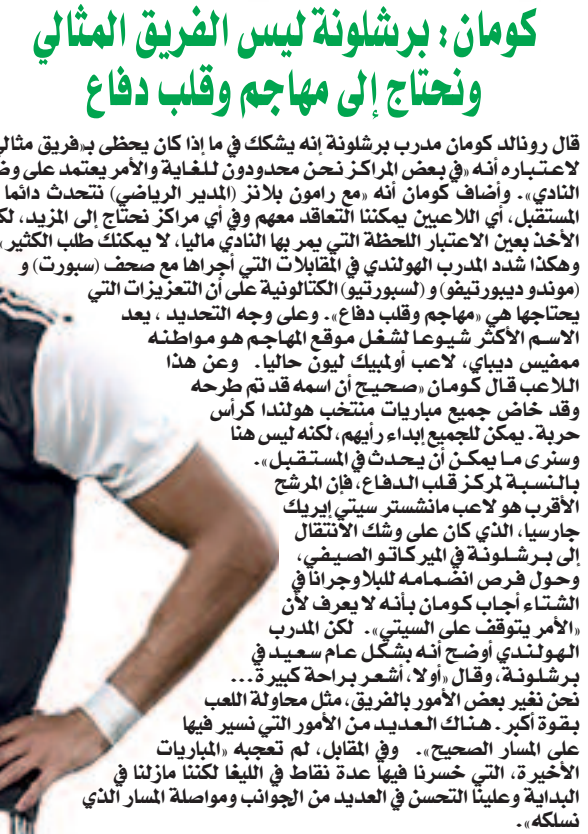 كومان: برشلونة ليس الفريق المثالي
ونحتاج إلى مهاجم وقلب دفاع
قال رونالد كومان مدرب برشلونة إنه يشكك في ما إذا كان يحظى بـ«فريق مثالي
لاعتباره أنه «في بعض المراكز نحن محدودون للغاية والأمر يعتمد على
النادي». وأضاف كومان أنه «مع رامون بلانز (المدير الرياضي) نتحدث دائما
المستقبل، أي اللاعبين يمكننا التعاقد معهم وفي أي مراكز نحتاج إلى المزيد،
الأخذ بعين الاعتبار اللحظة التي يمر بها النادي ماليا، لا يمكنك طلب الكثير»
وهكذا شدد المدرب الهولندي في المقابلات التي أجراها مع صحف (سبورت) و
(موندو ديبورتيفو) و (لسبورتيو) الكتالونية على أن التعزيزات التي
يحتاجها هي «مهاجم وقلب دفاع». وعلى وجه التحديد ، يعد
الاسم الأكثر شيوعا لشغل موقع المهاجم هو مواطنه
ممفيس ديباي، لاعب أولمبيك ليون حاليا. وعن هذا
اللاعب قال كومان «صحيح أن اسمه قد تم طرحه
وقد خاض جميع مباريات منتخب هولندا كرأس
حربة. يمكن للجميع إبداء رأيهم، لكنه ليس هنا
وسنرى ما يمكن أن يحدث في المستقبل».
بالنسبة لمركز قلب الدفاع، فإن المرشح
الأقرب هو لاعب مانشستر سيتي إيريك
جارسيا، الذي كان على وشك الانتقال
إلى برشلونة في الميركاتو الصيفي،
وحول فرص انضمامه للبلاوجرانا في
الشتاء أجاب كومان بأنه لا يعرف لأن
«الأمر يتوقف على السيتي». لكن المدرب
الهولندي أوضح أنه بشكل عام سعيد في
برشلونة، وقال «أولا، أشعر براحة كبيرة...
نحن نغير بعض الأمور بالفريق، مثل محاولة اللعب
بقوة أكبر. هناك العديد من الأمور التي نسير فيها
على المسار الصحيح». وفي المقابل، لم تعجبه «المباريات
الأخيرة، التي خسرنا فيها عدة نقاط في الليغا لكننا مازلنا في
البداية وعلينا التحسن في العديد من الجوانب ومواصلة المسار الذي
نسلكه».